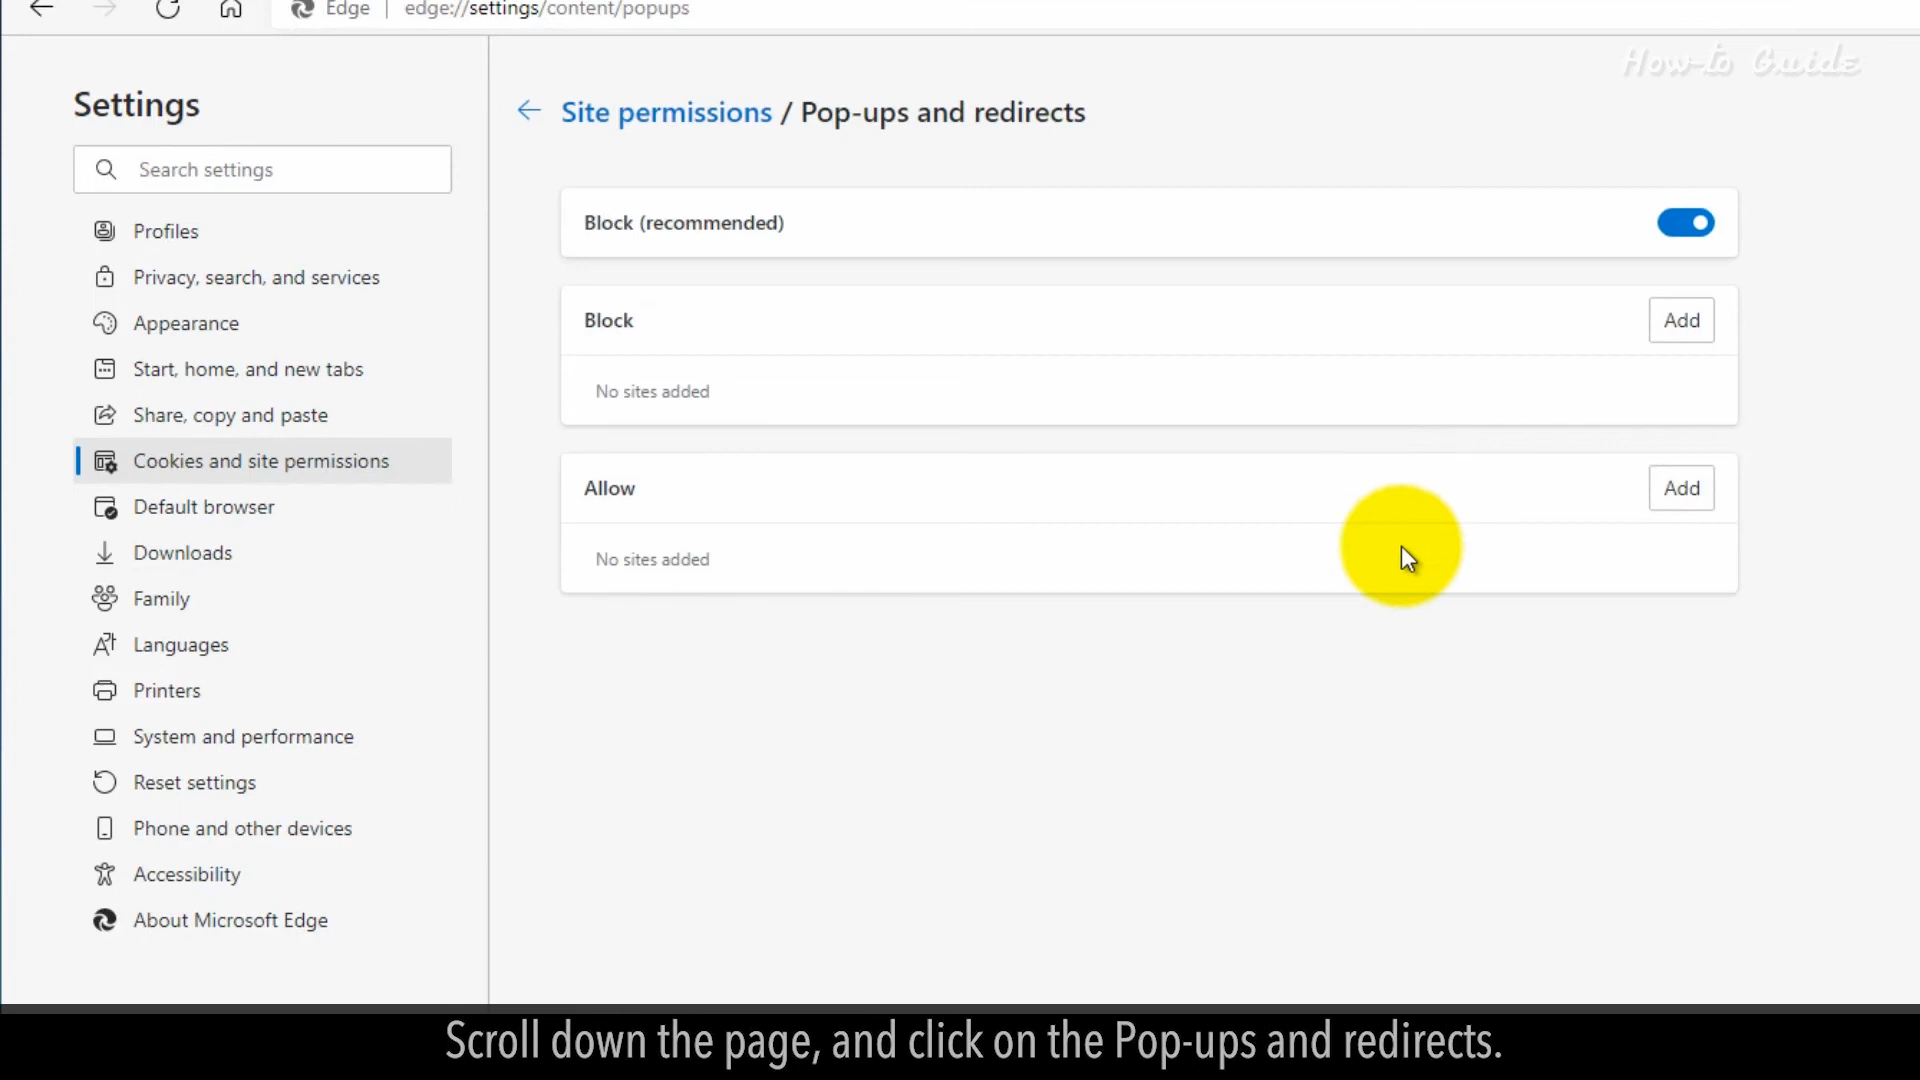 Edge | edge://settings/content/popups
How-to Guide
Settings
Search settings
Profiles
Privacy, search, and services
Appearance
Start, home, and new tabs
Share, copy and paste
Cookies and site permissions
Default browser
Downloads
Family
Languages
Printers
System and performance
Reset settings
Phone and other devices
Accessibility
About Microsoft Edge
Site permissions / Pop-ups and redirects
Block (recommended)
Block
Add
No sites added
Allow
Add
No sites added
Scroll down the page, and click on the Pop-ups and redirects.